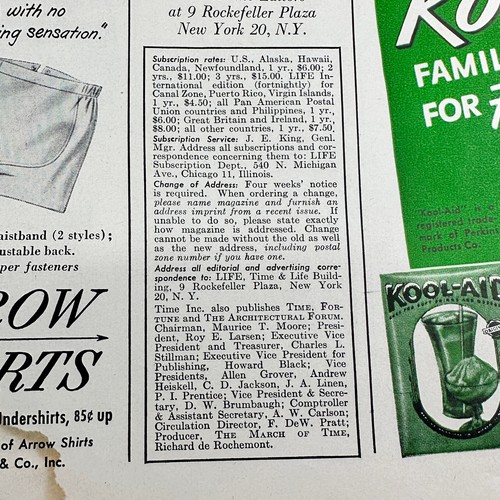 with no
ng sensation."
aistband (2 styles);
ustable back.
per fasteners
ROW
RTS
Undershirts, 85¢ up
of Arrow Shirts
& Co., Inc.
at 9 Rockefeller Plaza
New York 20, N.Y.
Subscription rates: U.S., Alaska, Hawaii,
Canada, Newfoundland, 1 yr., $6.00; 2
yrs., $11.00; 3 yrs., $15.00. LIFE In-
ternational edition (fortnightly) for
Canal Zone, Puerto Rico, Virgin Islands,
1 yr., $4.50; all Pan American Postal
Union countries and Philippines, 1 yr.,
$6.00; Great Britain and Ireland, 1 yr.,
$8.00; all other countries, 1 yr., $7.50.
Subscription Service: J. E. King, Genl.
Mgr. Address all subscriptions and cor-
respondence concerning them to: LIFE
Subscription Dept., 540 N. Michigan
Ave., Chicago 11, Illinois.
Change of Address: Four weeks' notice
is required. When ordering a change,
please name magazine and furnish an
address imprint from a recent issue. If
unable to do so, please state exactly
how magazine is addressed. Change
cannot be made without the old as well
as the new address, including postal
zone number if you have one.
Address all editorial and advertising corre-
spondence to: LIFE, Time & Life Build-
ing, 9 Rockefeller Plaza, New York
20, N. Y.
Time Inc. also publishes TIME, FOR-
TUNE and THE ARCHITECTURAL FORUM.
Chairman, Maurice T. Moore; Presi-
dent, Roy E. Larsen; Executive Vice
President and Treasurer, Charles L.
Stillman; Executive Vice President for
Publishing, Howard Black; Vice
Presidents, Allen Grover, Andrew
Heiskell, C. D. Jackson, J. A. Linen,
P. I. Prentice; Vice President & Secre-
tary, D. W. Brumbaugh; Comptroller
& Assistant Secretary, A. W. Carlson;
Circulation Director, F. DeW. Pratt;
Producer, THE MARCH OF TIME,
Richard de Rochemont.
Ko
FAMIL
FOR
"Kool-Aid" is a
registered trade
mark of Perkins
Products Co.
KOOL-AID